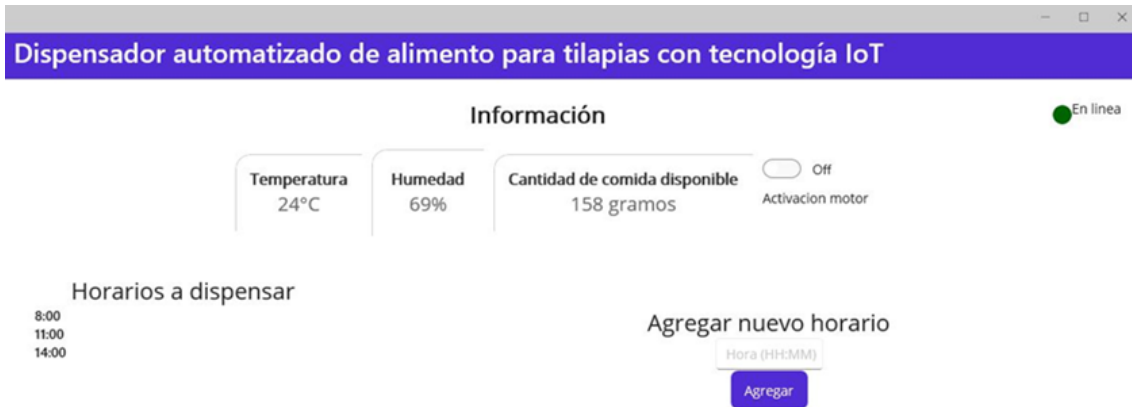 Dispensador automatizado de alimento para tilapias con tecnología IoT
Información
En linea
Temperatura
24°C
Humedad
69%
Cantidad de comida disponible
158 gramos
Off
Activacion motor
Horarios a dispensar
8:00
11:00
14:00
Agregar nuevo horario
Hora (HH:MM)
Agregar